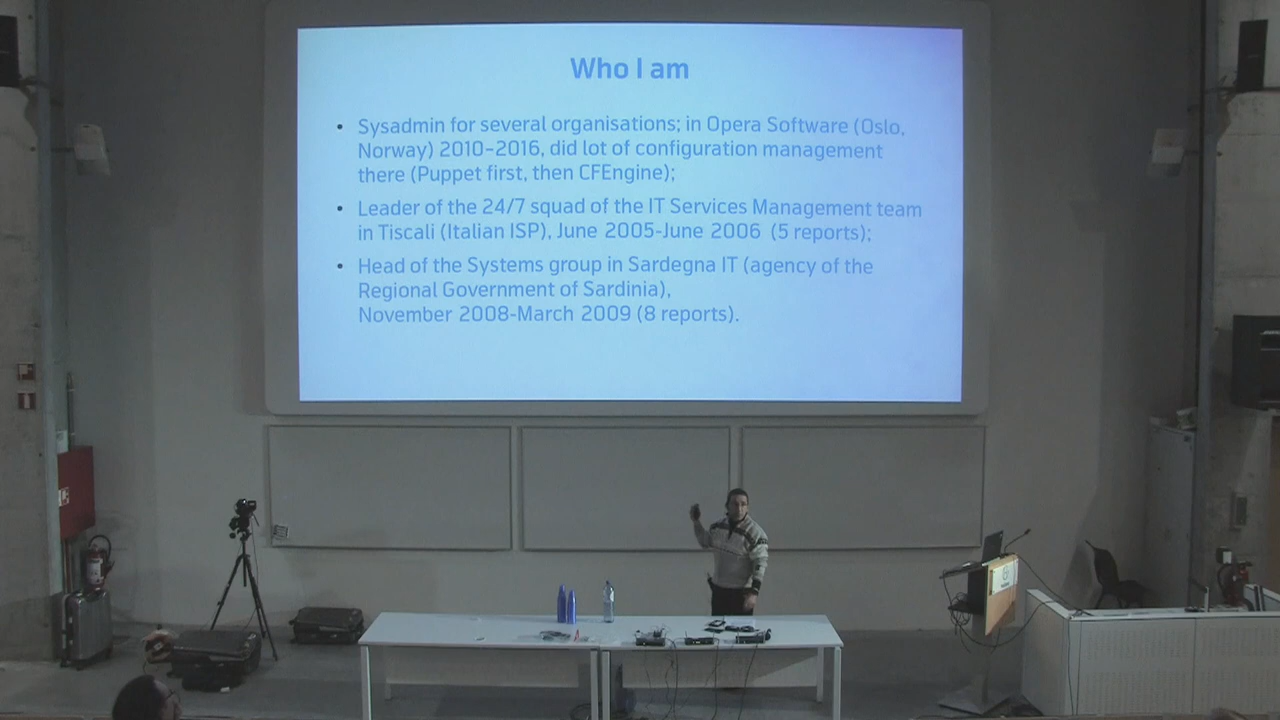 Who I am
• Sysadmin for several organisations; in Opera Software (Oslo,
Norway) 2010-2016, did lot of configuration management
there (Puppet first, then CFEngine);
• Leader of the 24/7 squad of the IT Services Management team
in Tiscali (Italian ISP), June 2005-June 2006 (5 reports);
• Head of the Systems group in Sardegna IT (agency of the
Regional Government of Sardinia),
November 2008-March 2009 (8 reports).